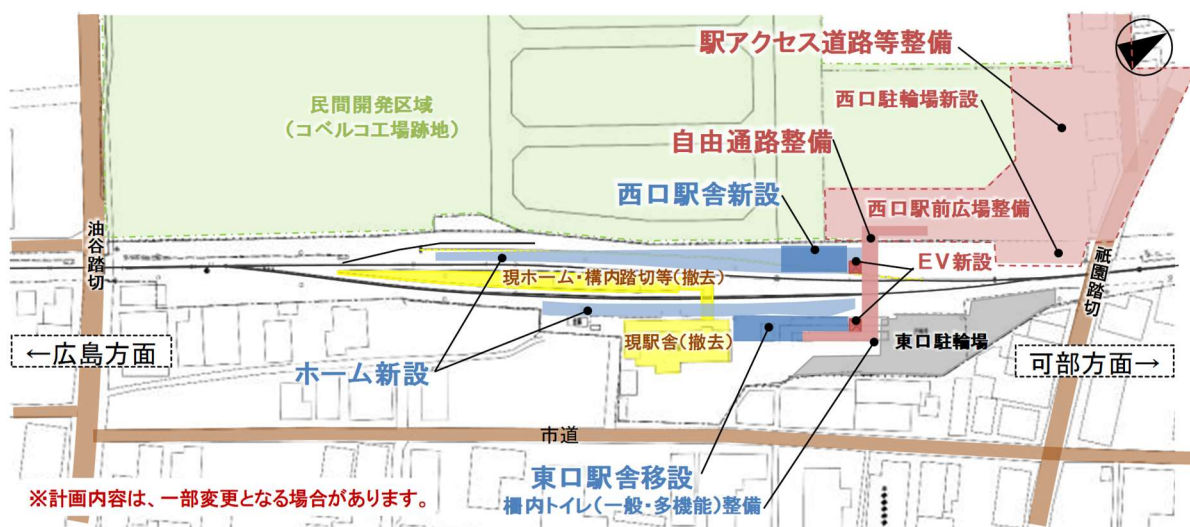 駅アクセス道路等整備
西口駐輪場新設
民間開発区域
(コベルコ工場跡地)
自由通路整備
西口駅舎新設
西口駅前広場整備
油谷踏切
祇園踏切
EV新設
現ホーム・構内踏切等(撤去)
現駅舎(撤去)
東口駐輪場
←広島方面
可部方面→
ホーム新設
市道
東口駅舎移設
柵内トイレ(一般・多機能)整備
※計画内容は、一部変更となる場合があります。